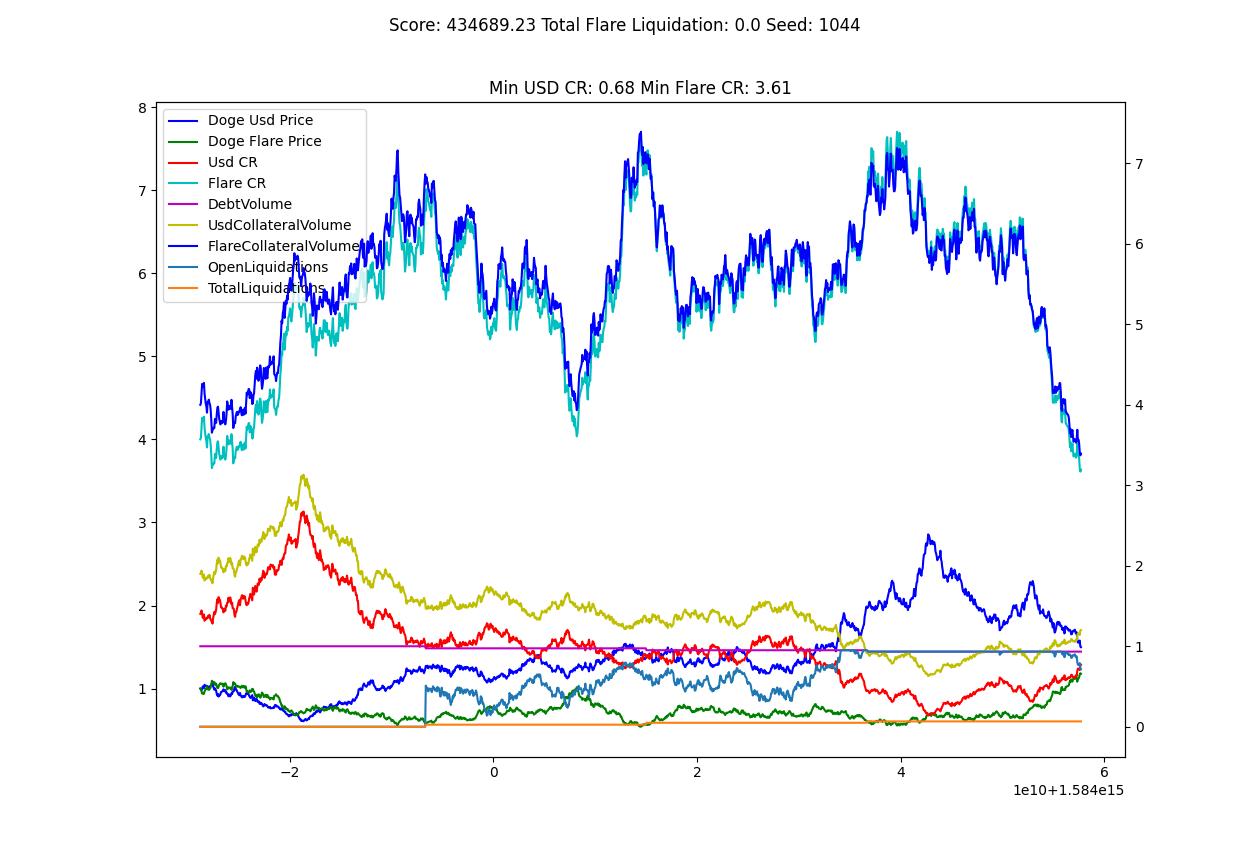 Score: 434689.23 Total Flare Liquidation: 0.0 Seed: 1044
Min USD CR: 0.68 Min Flare CR: 3.61
Doge Usd Price
Doge Flare Price
Usd CR
Flare CR
DebtVolume
UsdCollateralVolume
FlareCollateralVolume
OpenLiquidations
TotalLiquidations
8
7
6
5
4
3
2
1
7
6
5
4
3
2
1
0
−2 0 2 4 6
1e10+1.584e15